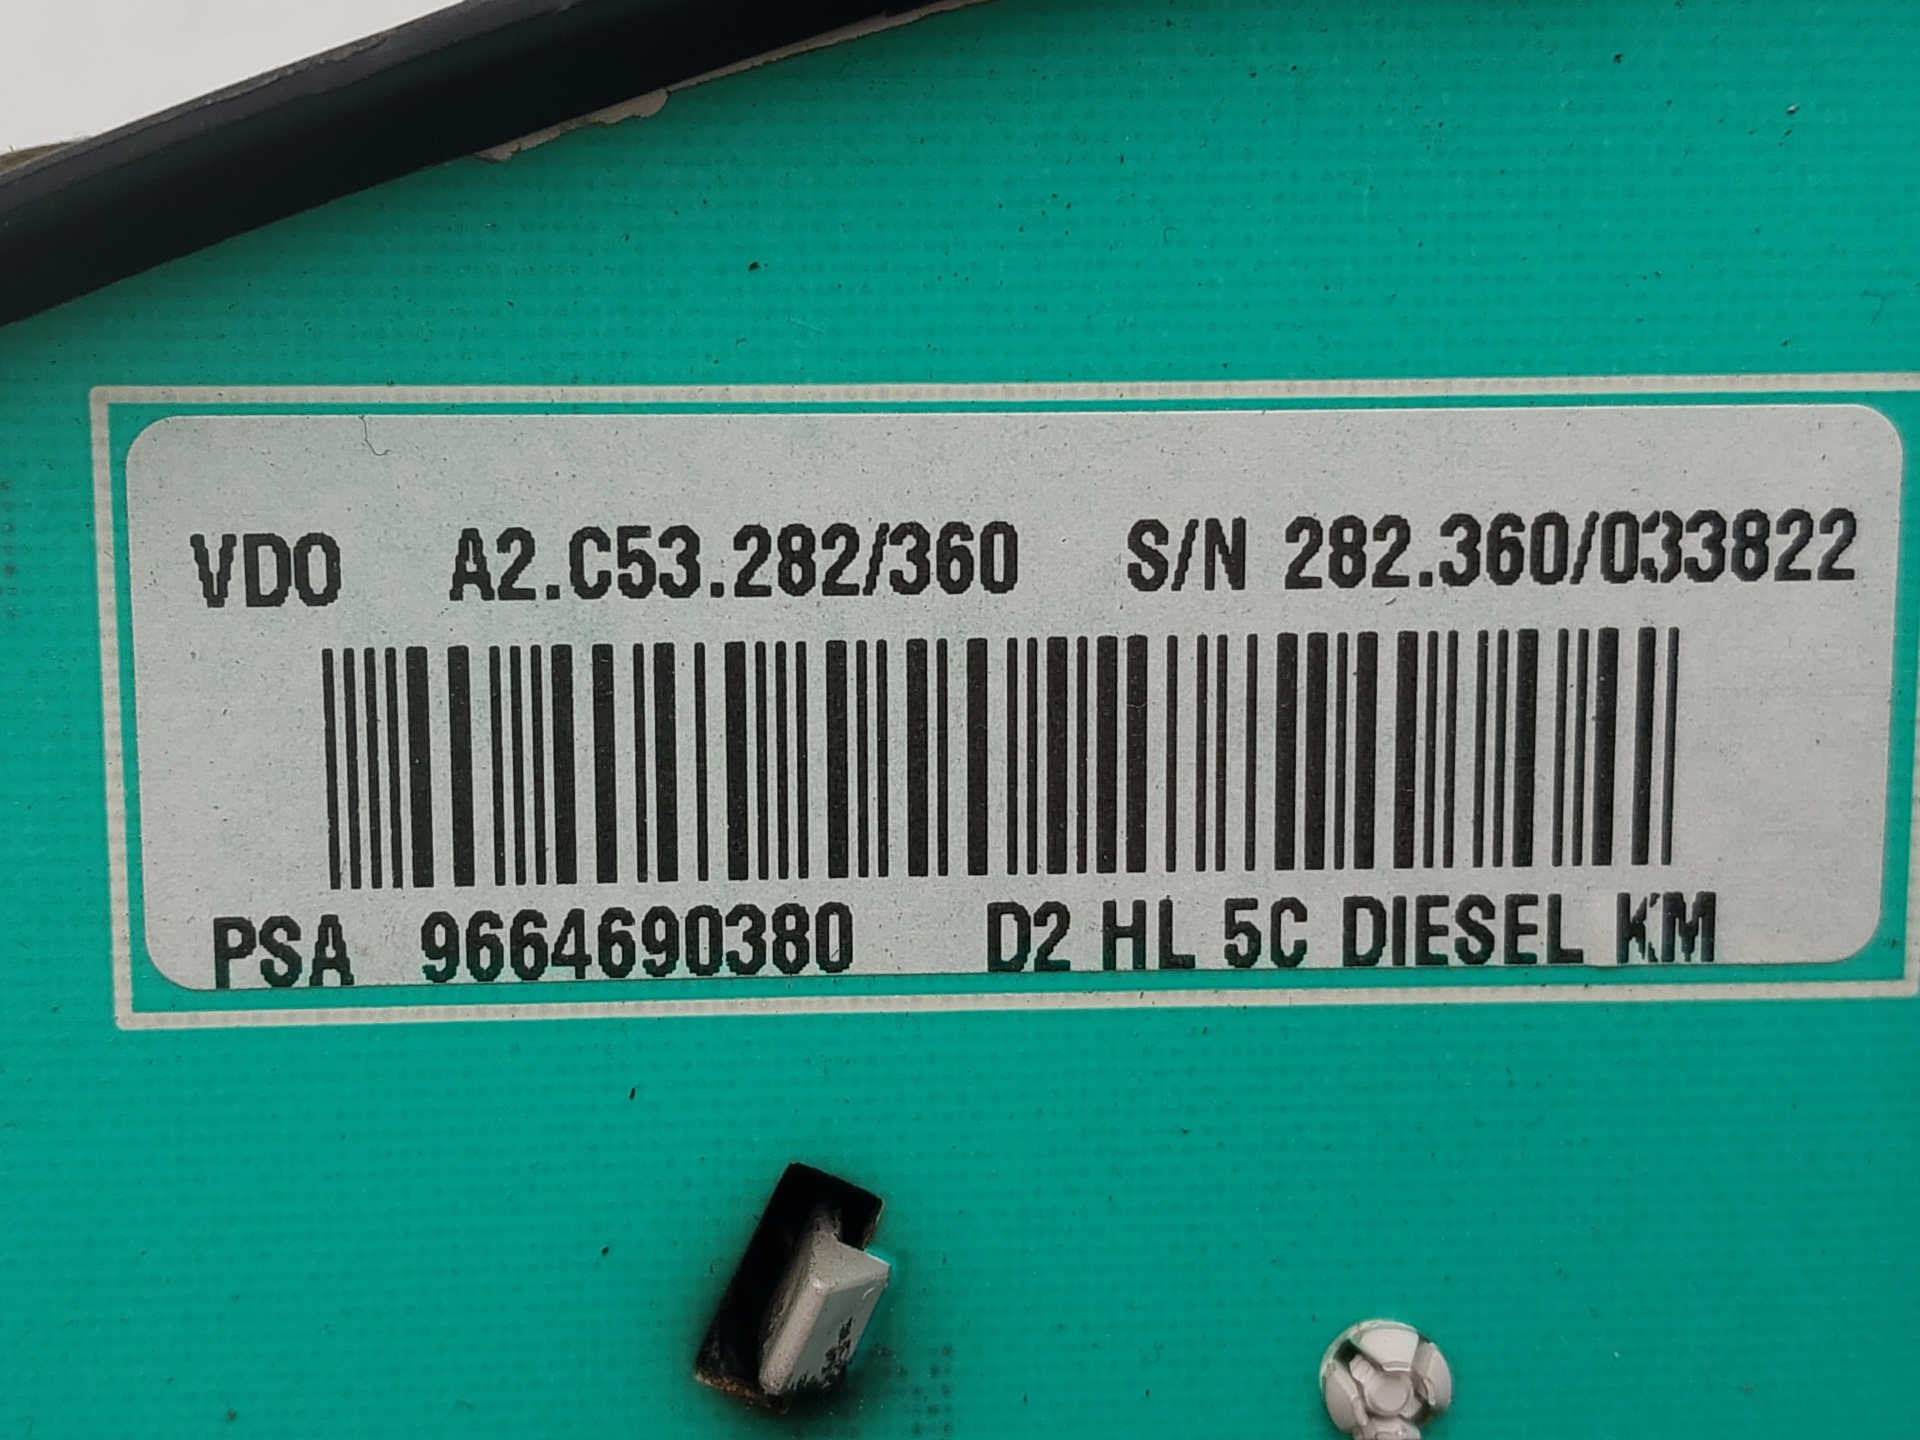 VDO A2.C53.282/360 S/N 282.360/033822
PSA 9664690380 D2 HL 5C DIESEL KM